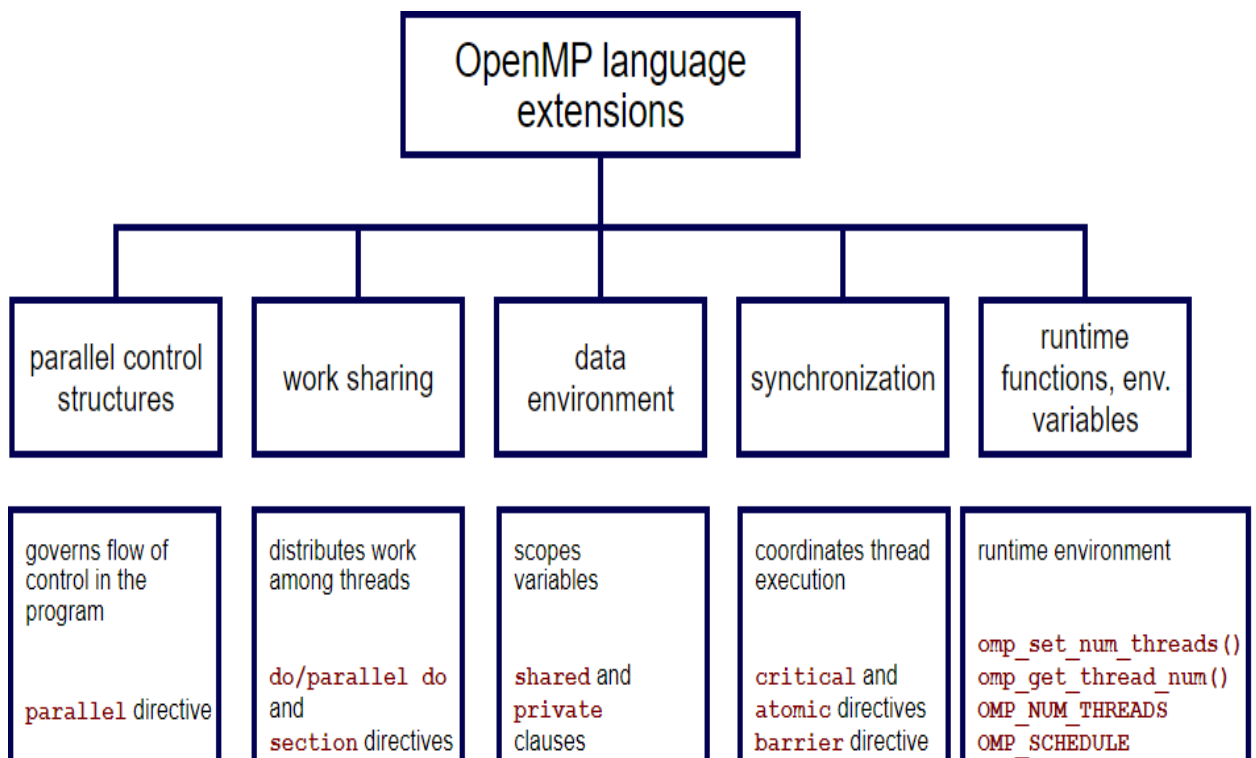 OpenMP language
extensions
parallel control
structures
work sharing
data
environment
synchronization
runtime
functions, env.
variables
governs flow of
control in the
program
parallel directive
distributes work
among threads
do/parallel do
and
section directives
scopes
variables
shared and
private
clauses
coordinates thread
execution
critical and
atomic directives
barrier directive
runtime environment
omp_set_num_threads()
omp_get_thread_num()
OMP_NUM_THREADS
OMP_SCHEDULE